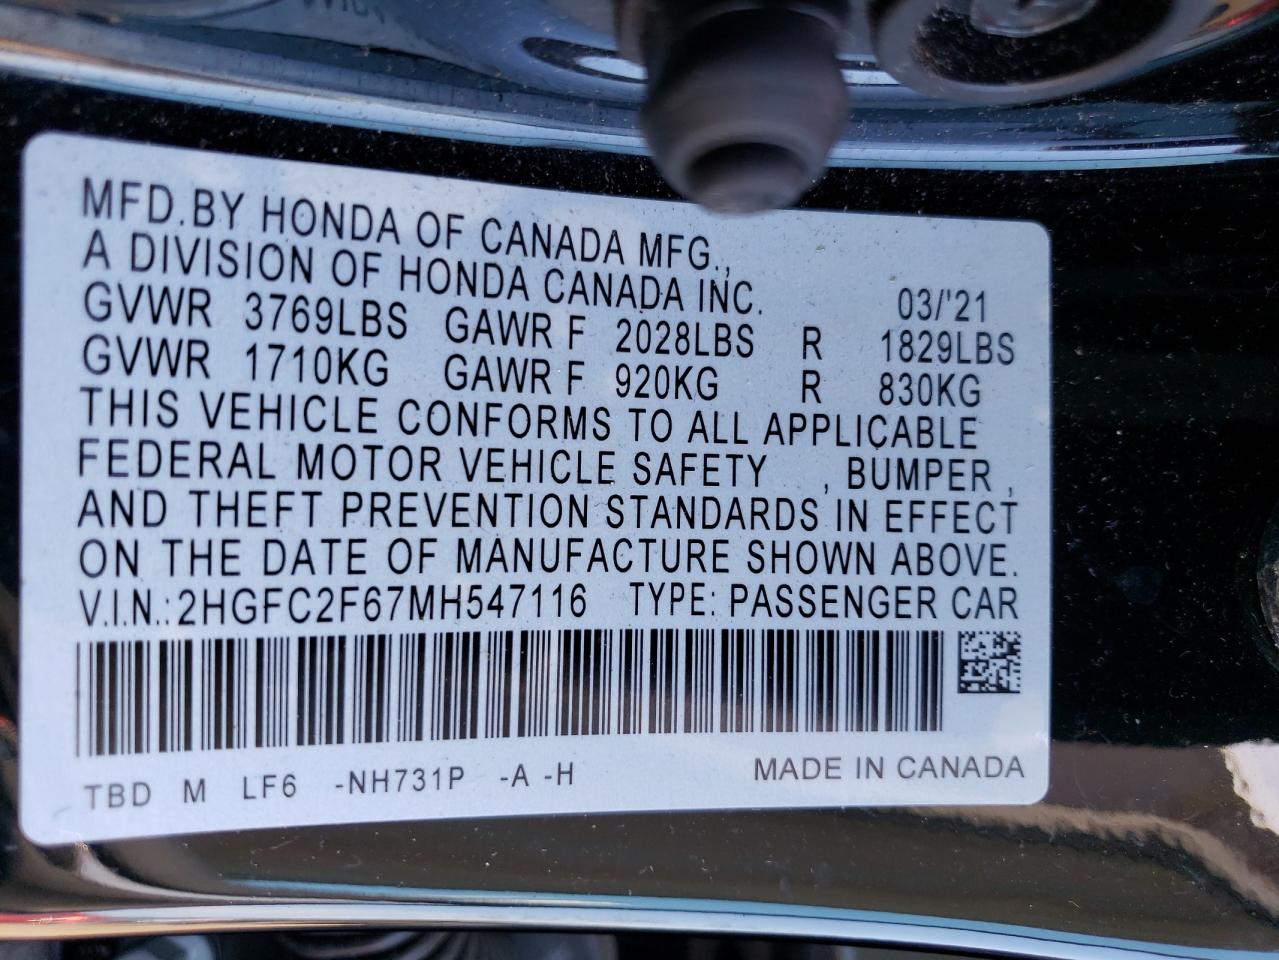 MFD.BY HONDA OF CANADA MFG.,
A DIVISION OF HONDA CANADA INC. 03/'21
GVWR 3769LBS GAWR F 2028LBS R 1829LBS
GVWR 1710KG GAWR F 920KG R 830KG
THIS VEHICLE CONFORMS TO ALL APPLICABLE
FEDERAL MOTOR VEHICLE SAFETY , BUMPER ,
AND THEFT PREVENTION STANDARDS IN EFFECT
ON THE DATE OF MANUFACTURE SHOWN ABOVE.
V.I.N.:2HGFC2F67MH547116 TYPE: PASSENGER CAR
TBD M LF6 -NH731P -A -H MADE IN CANADA